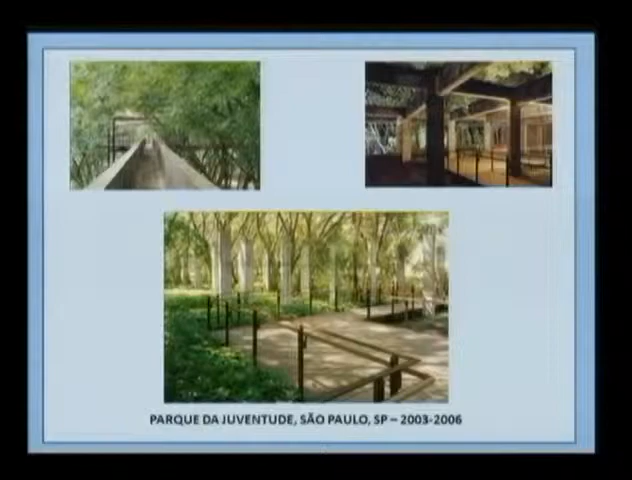 PARQUE DA JUVENTUDE, SÃO PAULO, SP – 2003-2006